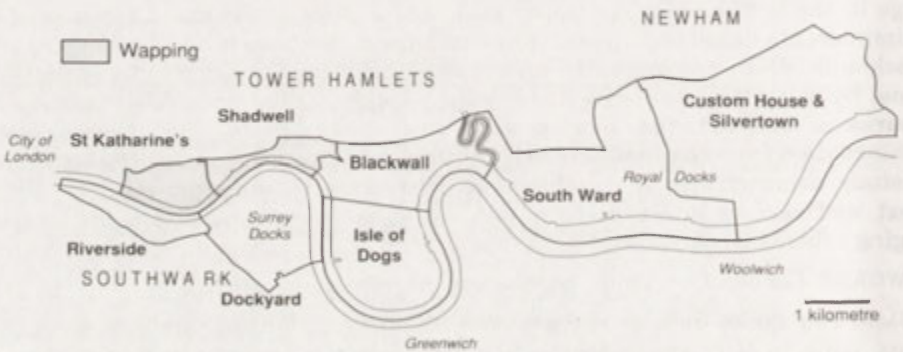 NEWHAM
Wapping
TOWER HAMLETS
Shadwell
City of
London
St Katharine's
Custom House &
Silvertown
Blackwall
Royal Docks
South Ward
Surrey
Docks
Isle of
Dogs
Riverside
SOUTHWARK
Dockyard
Woolwich
1 kilometre
Greenwich